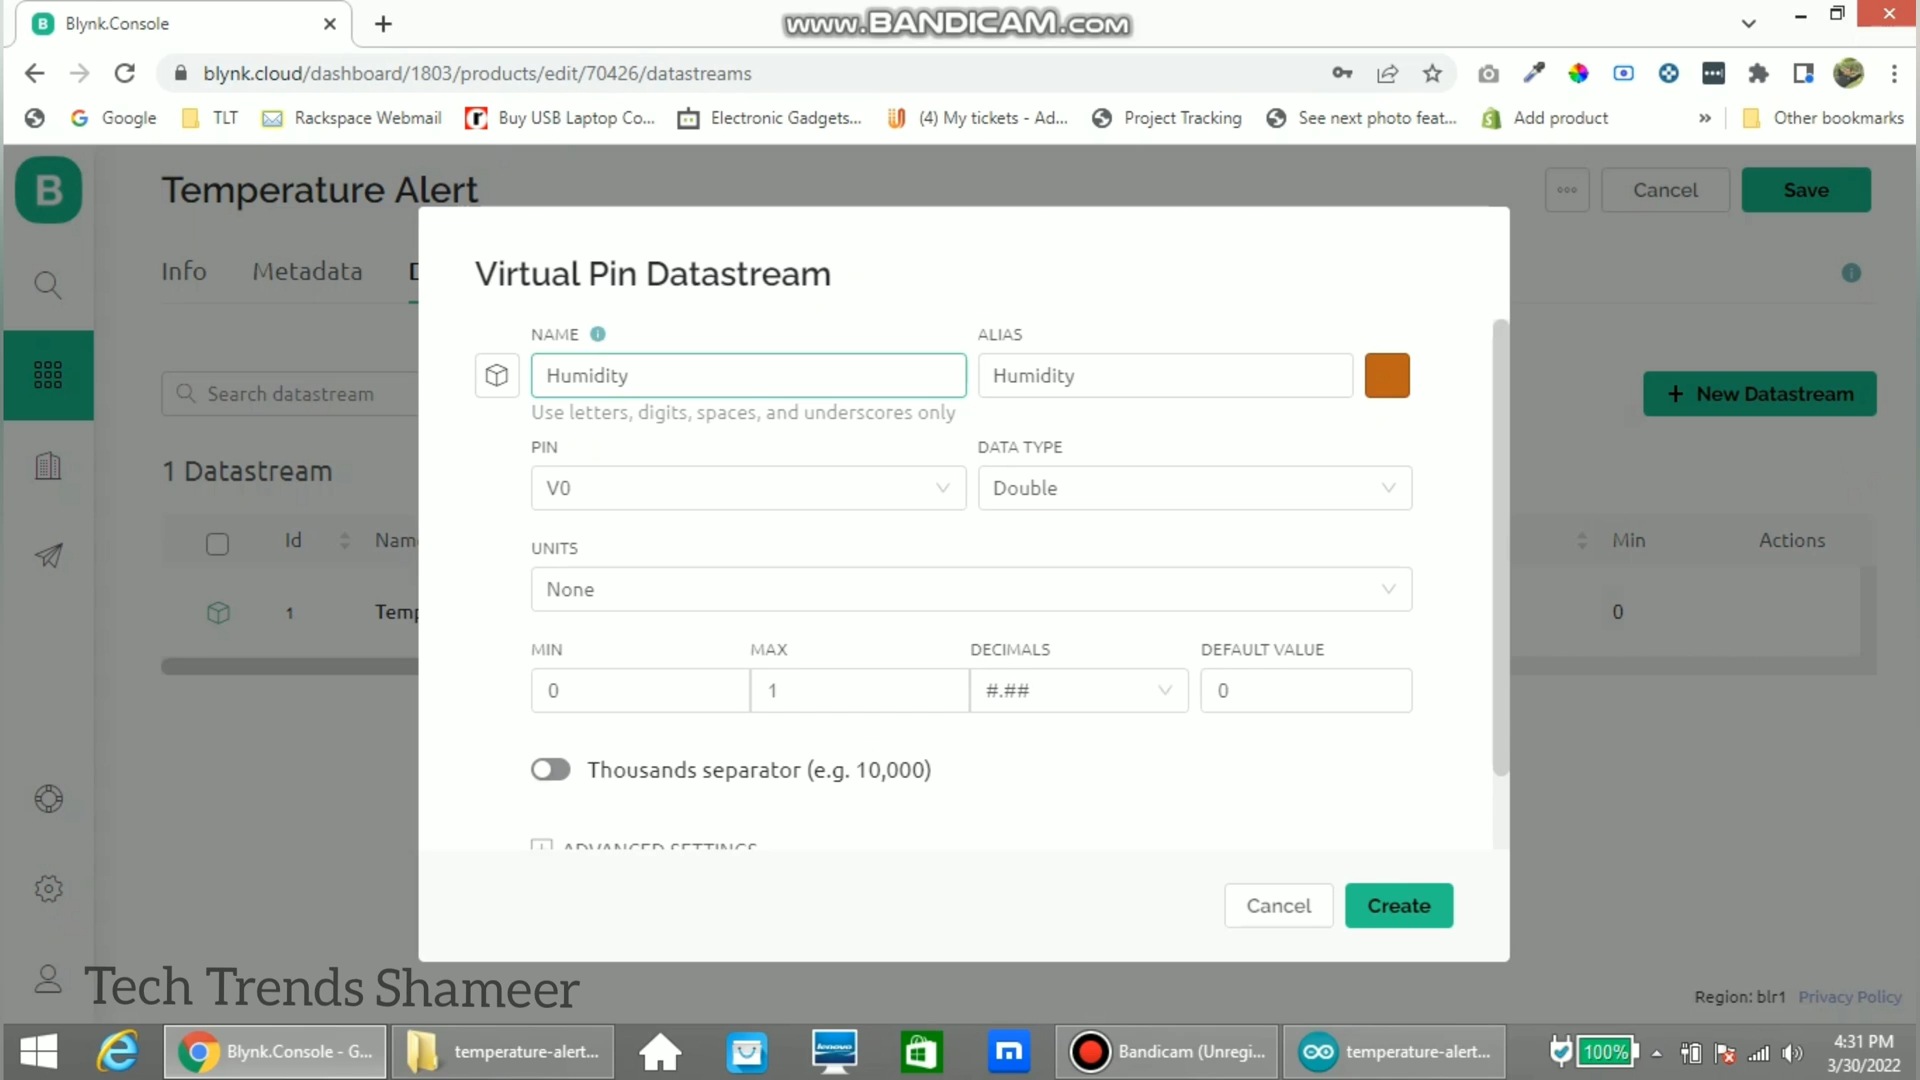 Blynk.Console
www.BANDICAM.com
blynk.cloud/dashboard/1803/products/edit/70426/datastreams
Google
TLT
Rackspace Webmail
Buy USB Laptop Co...
Electronic Gadgets...
(4) My tickets - Ad...
Project Tracking
See next photo feat...
Add product
»
Other bookmarks
B
Temperature Alert
Cancel
Save
Info
Metadata
D
Virtual Pin Datastream
NAME
ALIAS
Humidity
Humidity
Use letters, digits, spaces, and underscores only
Search datastream
+ New Datastream
PIN
DATA TYPE
V0
Double
1 Datastream
UNITS
None
Id
Nam
Min
Actions
1
Temp
0
MIN
MAX
DECIMALS
DEFAULT VALUE
0
1
#.##
0
Thousands separator (e.g. 10,000)
ADVANCED SETTINGS
Cancel
Create
Tech Trends Shameer
Region: blr1 Privacy Policy
Blynk.Console - G...
temperature-alert...
lenovo
Bandicam (Unregi...
temperature-alert...
100%
4:31 PM
3/30/2022